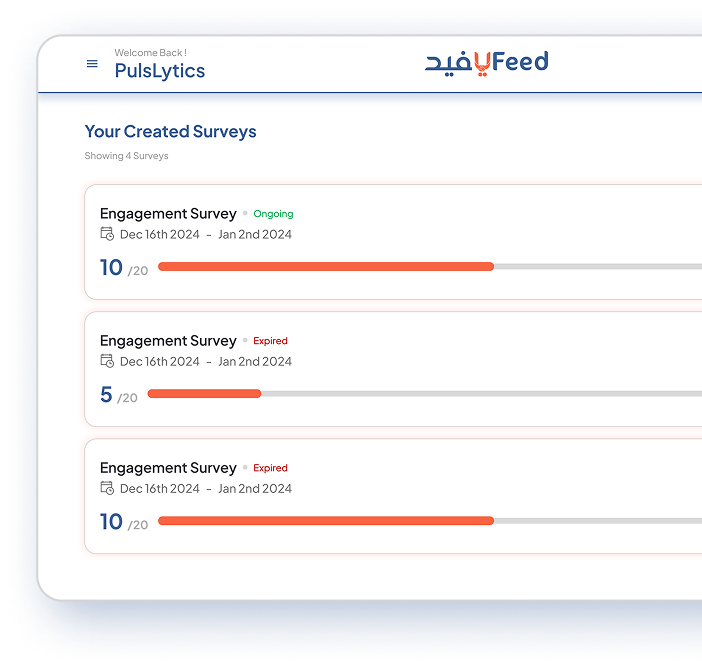 Welcome Back !
PulsLytics
يفيد Feed
Your Created Surveys
Showing 4 Surveys
Engagement Survey Ongoing
Dec 16th 2024 - Jan 2nd 2024
10 /20
Engagement Survey Expired
Dec 16th 2024 - Jan 2nd 2024
5 /20
Engagement Survey Expired
Dec 16th 2024 - Jan 2nd 2024
10 /20